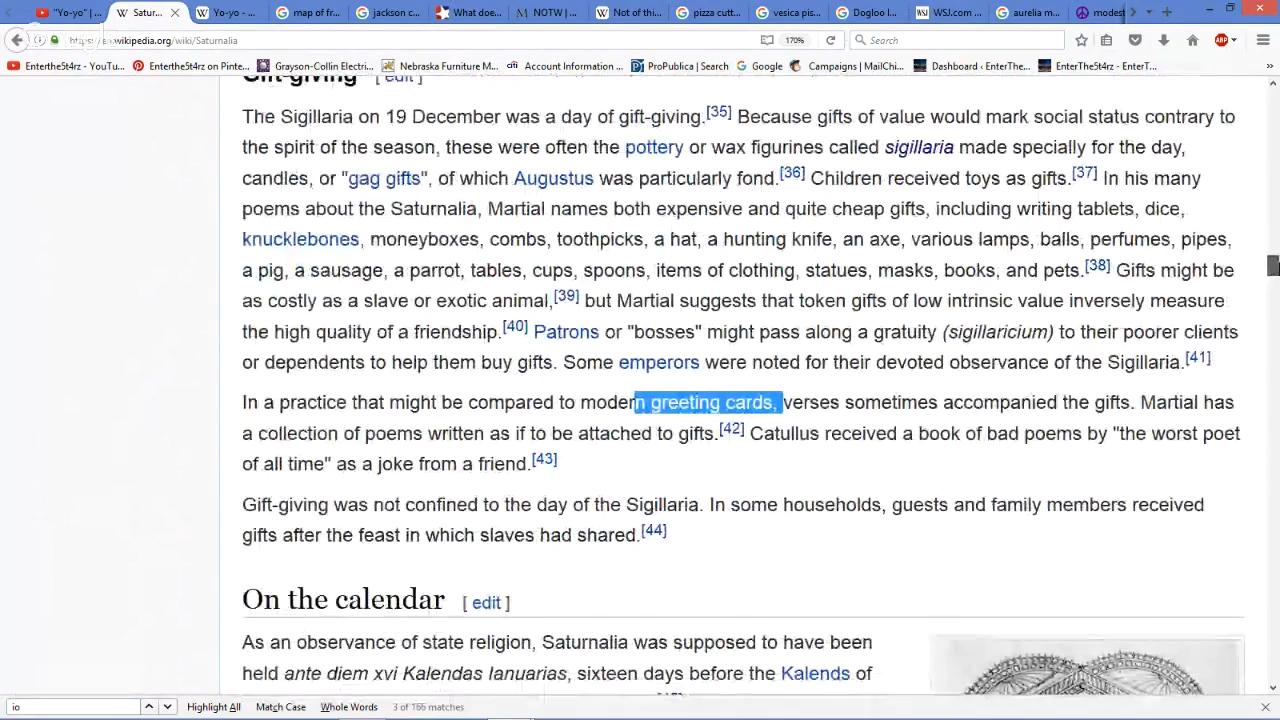 "Yo-yo" |
Satur...
Yo-yo - ...
map of fr...
jackson c...
What doe...
NOTW |...
Not of thi...
pizza cutt...
vesica pis...
Dogloo I...
WSJ.com ...
aurelia m...
modest
https://en.wikipedia.org/wiki/Saturnalia
170%
Search
ABP
Enterthe5t4rz - YouTu...
Enterthe5t4rz on Pinte...
Grayson-Collin Electri...
Nebraska Furniture M...
Account Information ...
ProPublica | Search
Google
Campaigns | MailChi...
Dashboard ‹ EnterThe...
EnterThe5t4rz ‹ EnterT...
Gift-giving [ edit ]
The Sigillaria on 19 December was a day of gift-giving.[35] Because gifts of value would mark social status contrary to
the spirit of the season, these were often the pottery or wax figurines called sigillaria made specially for the day,
candles, or "gag gifts", of which Augustus was particularly fond.[36] Children received toys as gifts.[37] In his many
poems about the Saturnalia, Martial names both expensive and quite cheap gifts, including writing tablets, dice,
knucklebones, moneyboxes, combs, toothpicks, a hat, a hunting knife, an axe, various lamps, balls, perfumes, pipes,
a pig, a sausage, a parrot, tables, cups, spoons, items of clothing, statues, masks, books, and pets.[38] Gifts might be
as costly as a slave or exotic animal,[39] but Martial suggests that token gifts of low intrinsic value inversely measure
the high quality of a friendship.[40] Patrons or "bosses" might pass along a gratuity (sigillaricium) to their poorer clients
or dependents to help them buy gifts. Some emperors were noted for their devoted observance of the Sigillaria.[41]
In a practice that might be compared to modern greeting cards, verses sometimes accompanied the gifts. Martial has
a collection of poems written as if to be attached to gifts.[42] Catullus received a book of bad poems by "the worst poet
of all time" as a joke from a friend.[43]
Gift-giving was not confined to the day of the Sigillaria. In some households, guests and family members received
gifts after the feast in which slaves had shared.[44]
On the calendar [ edit ]
As an observance of state religion, Saturnalia was supposed to have been
held ante diem xvi Kalendas Ianuarias, sixteen days before the Kalends of
io
Highlight All
Match Case
Whole Words
3 of 166 matches